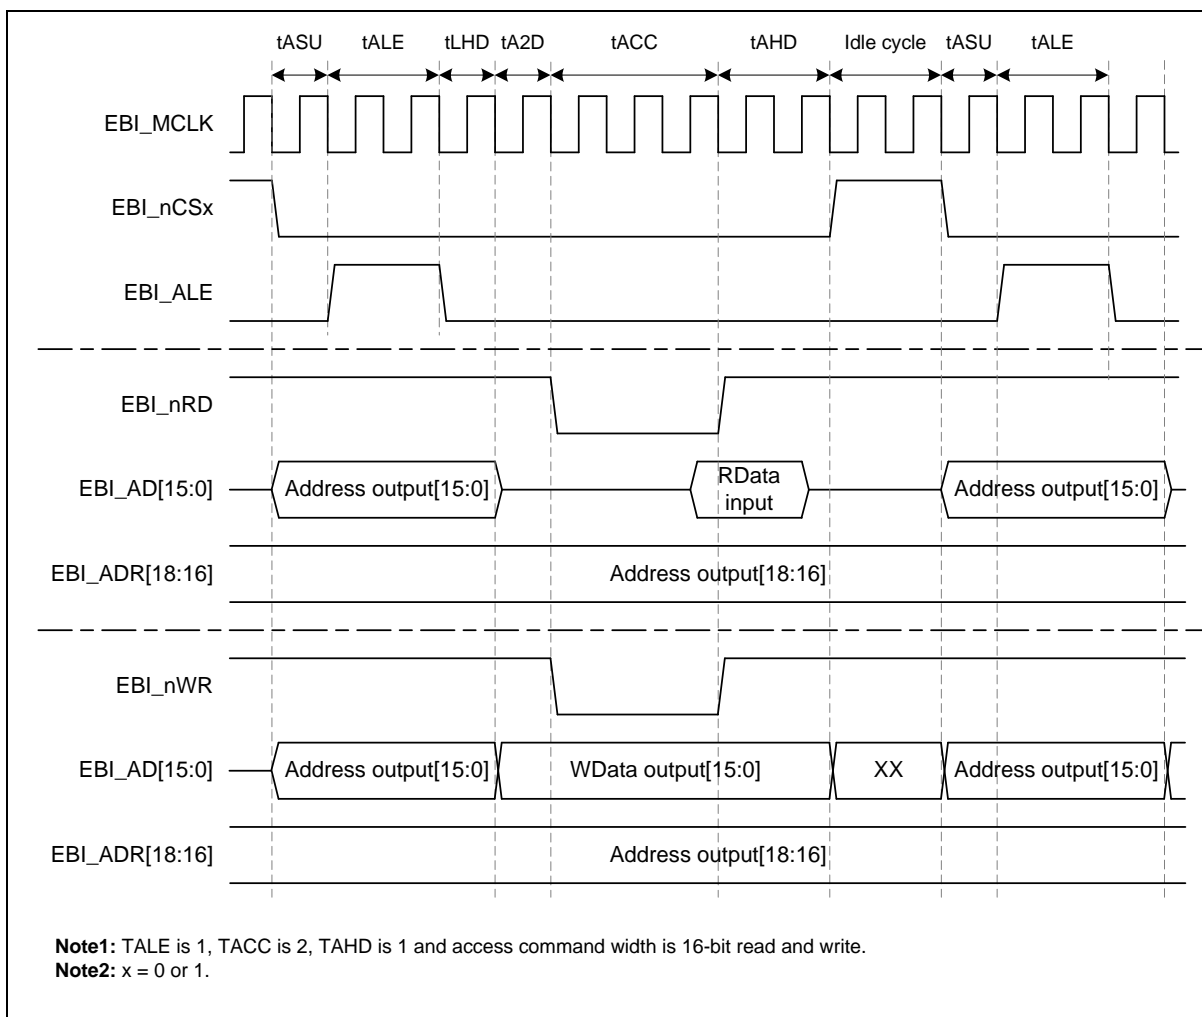 tASU tALE tLHD tA2D tACC tAHD Idle cycle tASU tALE
EBI_MCLK
EBI_nCSx
EBI_ALE
EBI_nRD
EBI_AD[15:0] Address output[15:0] RData input Address output[15:0]
EBI_ADR[18:16] Address output[18:16]
EBI_nWR
EBI_AD[15:0] Address output[15:0] WData output[15:0] XX Address output[15:0]
EBI_ADR[18:16] Address output[18:16]
Note1: TALE is 1, TACC is 2, TAHD is 1 and access command width is 16-bit read and write.
Note2: x = 0 or 1.